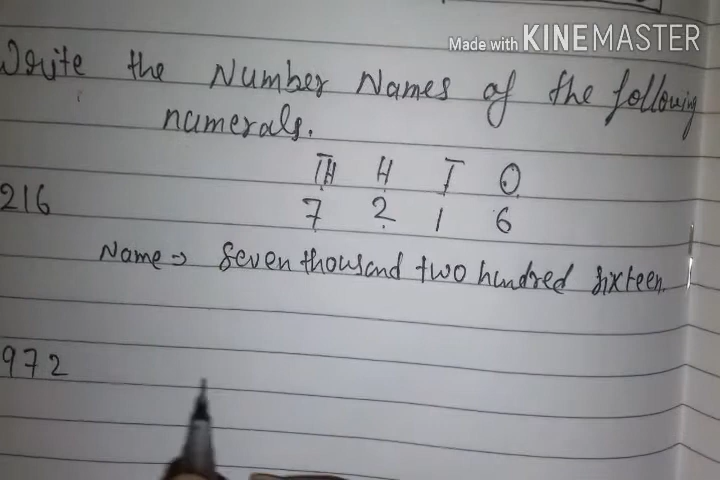 Made with KINEMASTER
Write the Number Names of the following
numerals.
TH H T O
216 7 2 1 6
Name → Seven thousand two hundred sixteen.
972